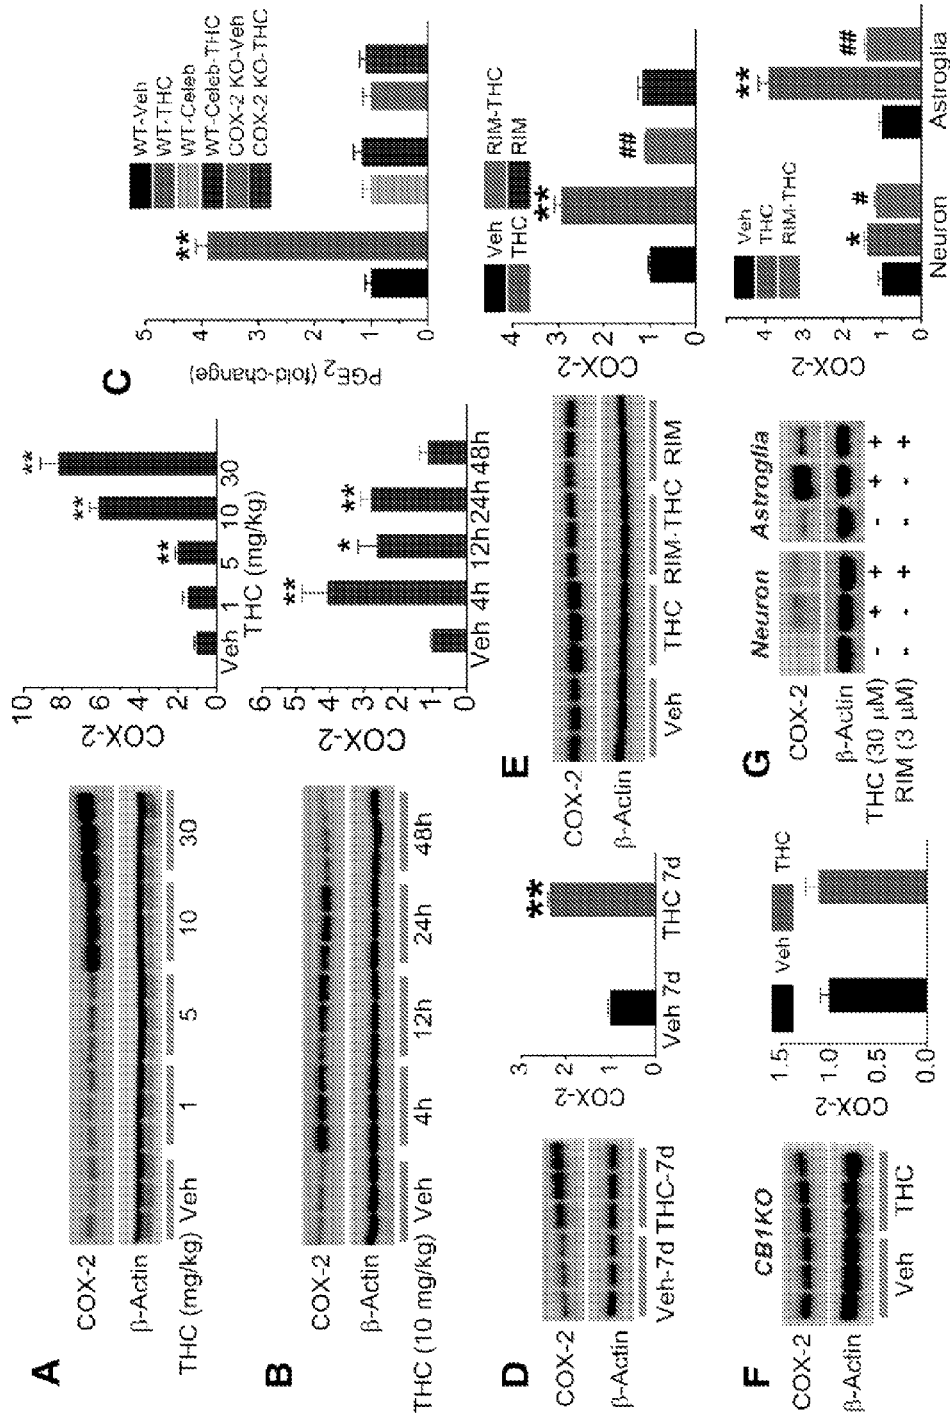 A
COX-2
β-Actin
THC (mg/kg) Veh 1 5 10 30
COX-2
10
8
6
4
2
0
Veh 1 5 10 30
THC (mg/kg)
** ** **
B
COX-2
β-Actin
THC (10 mg/kg) Veh 4h 12h 24h 48h
COX-2
6
5
4
3
2
1
0
Veh 4h 12h 24h 48h
** * **
C
PGE2 (fold-change)
5
4
3
2
1
0
**
WT-Veh
WT-THC
WT-Celeb
WT-Celeb-THC
COX-2 KO-Veh
COX-2 KO-THC
D
COX-2
β-Actin
Veh-7d THC-7d
COX-2
3
2
1
0
Veh 7d THC 7d
**
E
COX-2
β-Actin
Veh THC RIM-THC RIM
COX-2
4
3
2
1
0
Veh RIM-THC
THC RIM
** ##
F
CB1KO
COX-2
β-Actin
Veh THC
COX-2
1.5
1.0
0.5
0.0
Veh THC
G
Neuron Astroglia
COX-2
β-Actin
THC (30 μM) - + + - + +
RIM (3 μM) - - + - - +
COX-2
4
3
2
1
0
Veh
THC
RIM-THC
* # ** ##
Neuron Astroglia